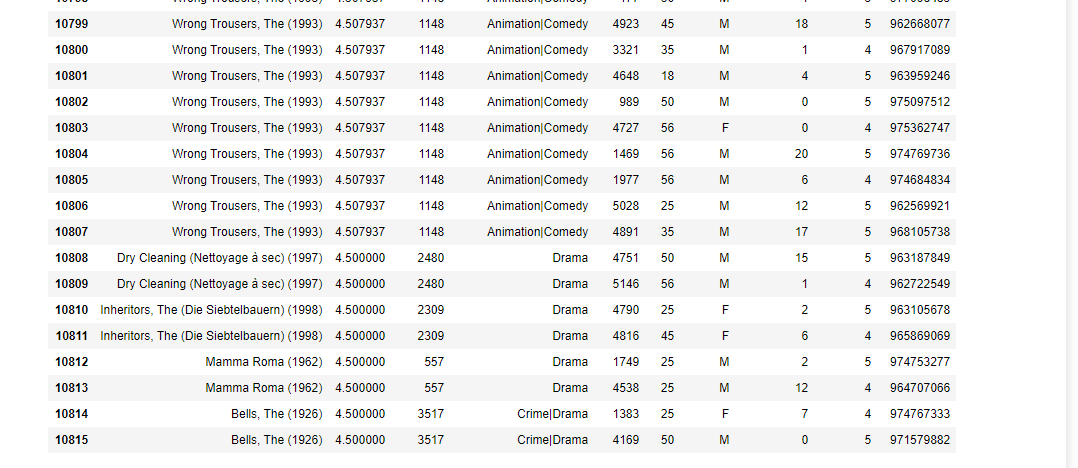 10799 Wrong Trousers, The (1993) 4.507937 1148 Animation|Comedy 4923 45 M 18 5 962668077
10800 Wrong Trousers, The (1993) 4.507937 1148 Animation|Comedy 3321 35 M 1 4 967917089
10801 Wrong Trousers, The (1993) 4.507937 1148 Animation|Comedy 4648 18 M 4 5 963959246
10802 Wrong Trousers, The (1993) 4.507937 1148 Animation|Comedy 989 50 M 0 5 975097512
10803 Wrong Trousers, The (1993) 4.507937 1148 Animation|Comedy 4727 56 F 0 4 975362747
10804 Wrong Trousers, The (1993) 4.507937 1148 Animation|Comedy 1469 56 M 20 5 974769736
10805 Wrong Trousers, The (1993) 4.507937 1148 Animation|Comedy 1977 56 M 6 4 974684834
10806 Wrong Trousers, The (1993) 4.507937 1148 Animation|Comedy 5028 25 M 12 5 962569921
10807 Wrong Trousers, The (1993) 4.507937 1148 Animation|Comedy 4891 35 M 17 5 968105738
10808 Dry Cleaning (Nettoyage à sec) (1997) 4.500000 2480 Drama 4751 50 M 15 5 963187849
10809 Dry Cleaning (Nettoyage à sec) (1997) 4.500000 2480 Drama 5146 56 M 1 4 962722549
10810 Inheritors, The (Die Siebtelbauern) (1998) 4.500000 2309 Drama 4790 25 F 2 5 963105678
10811 Inheritors, The (Die Siebtelbauern) (1998) 4.500000 2309 Drama 4816 45 F 6 4 965869069
10812 Mamma Roma (1962) 4.500000 557 Drama 1749 25 M 2 5 974753277
10813 Mamma Roma (1962) 4.500000 557 Drama 4538 25 M 12 4 964707066
10814 Bells, The (1926) 4.500000 3517 Crime|Drama 1383 25 F 7 4 974767333
10815 Bells, The (1926) 4.500000 3517 Crime|Drama 4169 50 M 0 5 971579882